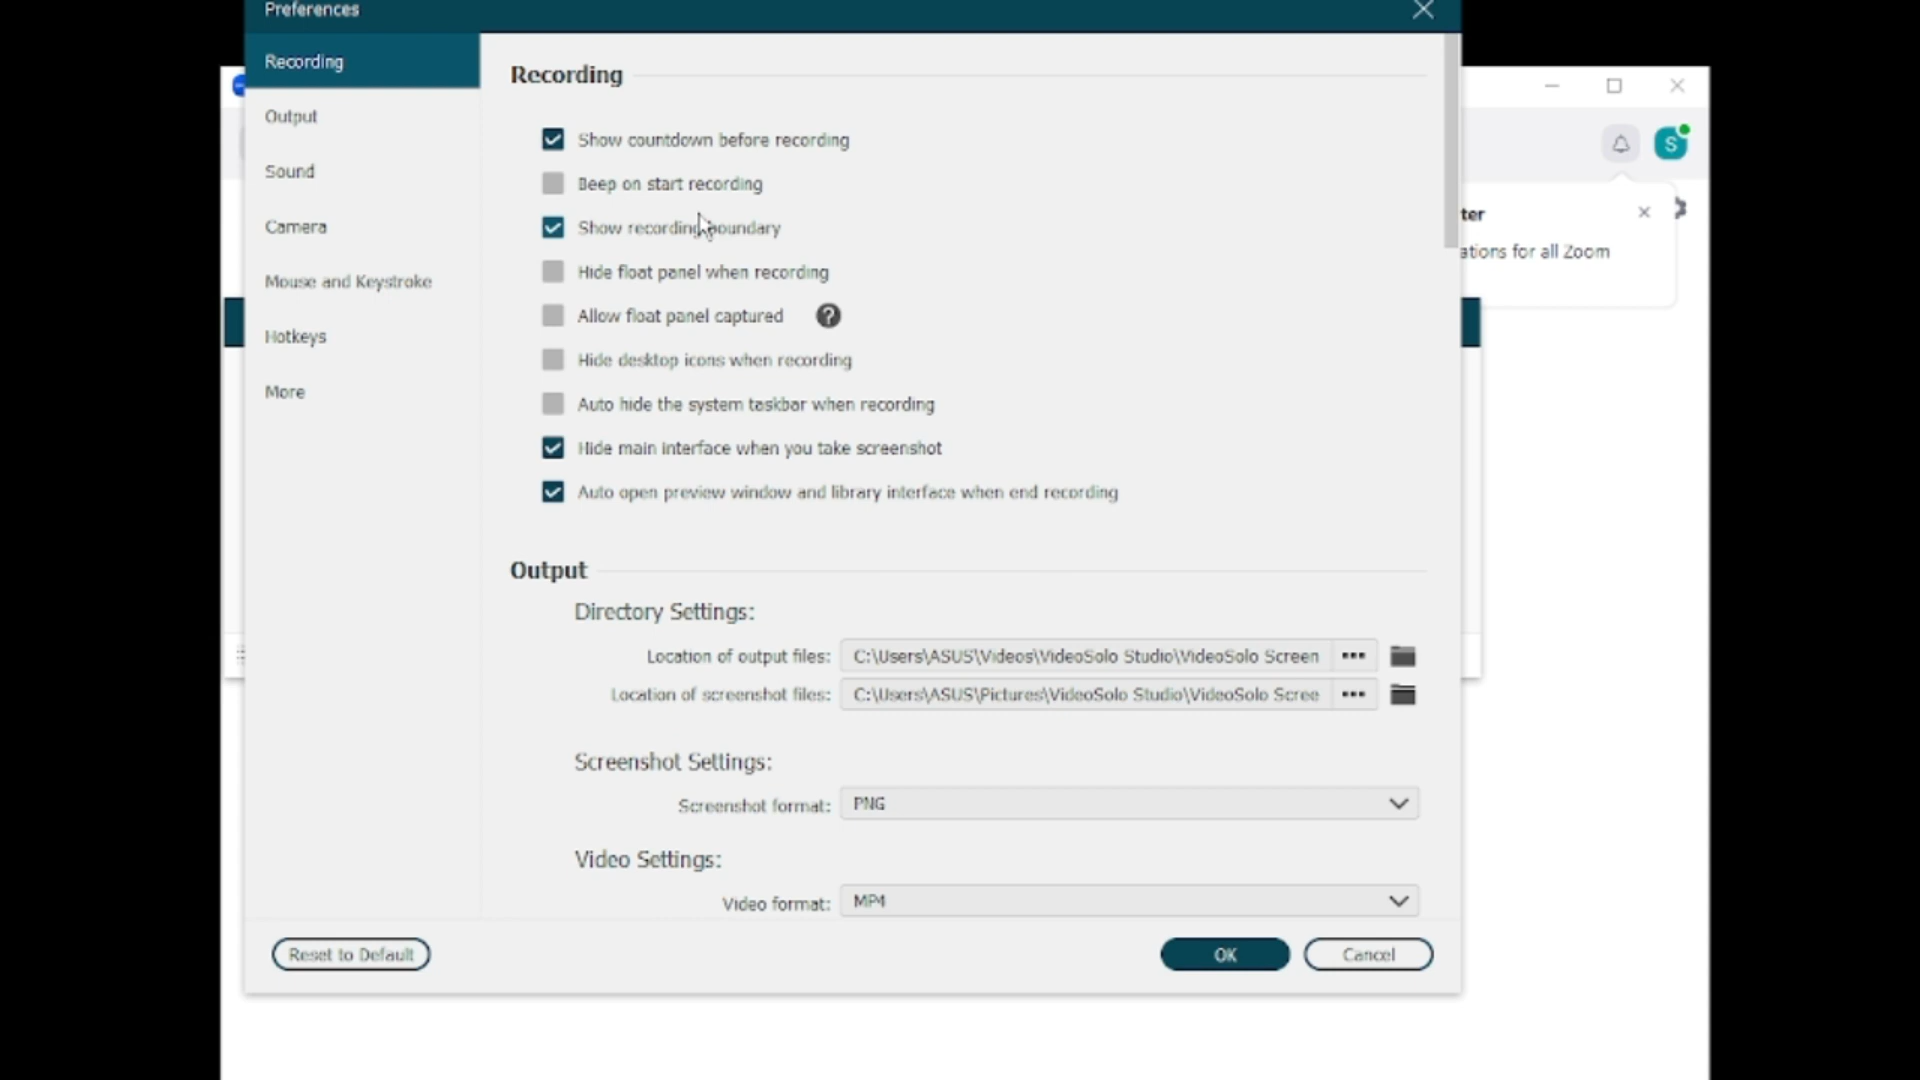 Preferences
Recording
Output
Sound
Camera
Mouse and Keystroke
Hotkeys
More
Recording
Show countdown before recording
Beep on start recording
Show recording boundary
Hide float panel when recording
Allow float panel captured ?
Hide desktop icons when recording
Auto hide the system taskbar when recording
Hide main interface when you take screenshot
Auto open preview window and library interface when end recording
Output
Directory Settings:
Location of output files: C:\Users\ASUS\Videos\VideoSolo Studio\VideoSolo Screen •••
Location of screenshot files: C:\Users\ASUS\Pictures\VideoSolo Studio\VideoSolo Scree •••
Screenshot Settings:
Screenshot format: PNG
Video Settings:
Video format: MP4
Reset to Default
OK
Cancel
S
ter
ations for all Zoom